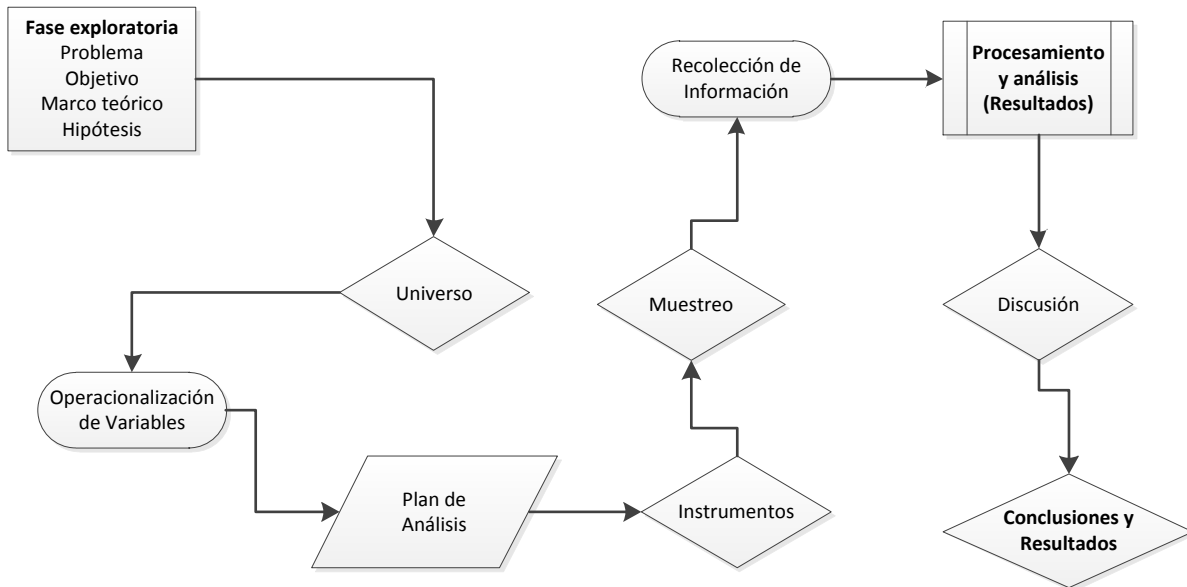 Fase exploratoria
Problema
Objetivo
Marco teórico
Hipótesis
Universo
Operacionalización
de Variables
Plan de
Análisis
Instrumentos
Muestreo
Recolección de
Información
Procesamiento
y análisis
(Resultados)
Discusión
Conclusiones y
Resultados